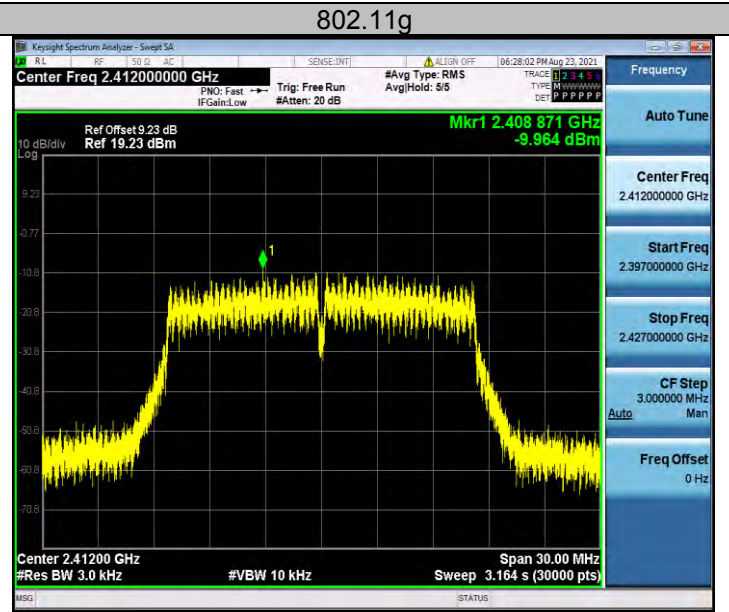 802.11g
Keysight Spectrum Analyzer - Swept SA
RL RF 50 Ω AC SENSE:INT ALIGN OFF 06:28:02 PM Aug 23, 2021
Center Freq 2.412000000 GHz
PNO: Fast
IFGain:Low
Trig: Free Run
#Atten: 20 dB
#Avg Type: RMS
Avg|Hold: 5/5
TRACE 1 2 3 4 5 6
TYPE M WWWWW
DET P P P P P P
Ref Offset 9.23 dB
10 dB/div Ref 19.23 dBm
Log
Mkr1 2.408 871 GHz
-9.964 dBm
9.23
-0.77
-10.8
-20.8
-30.8
-40.8
-50.8
-60.8
-70.8
1
Center 2.41200 GHz
Span 30.00 MHz
#Res BW 3.0 kHz
#VBW 10 kHz
Sweep 3.164 s (30000 pts)
MSG
STATUS
Frequency
Auto Tune
Center Freq
2.412000000 GHz
Start Freq
2.397000000 GHz
Stop Freq
2.427000000 GHz
CF Step
3.000000 MHz
Auto Man
Freq Offset
0 Hz